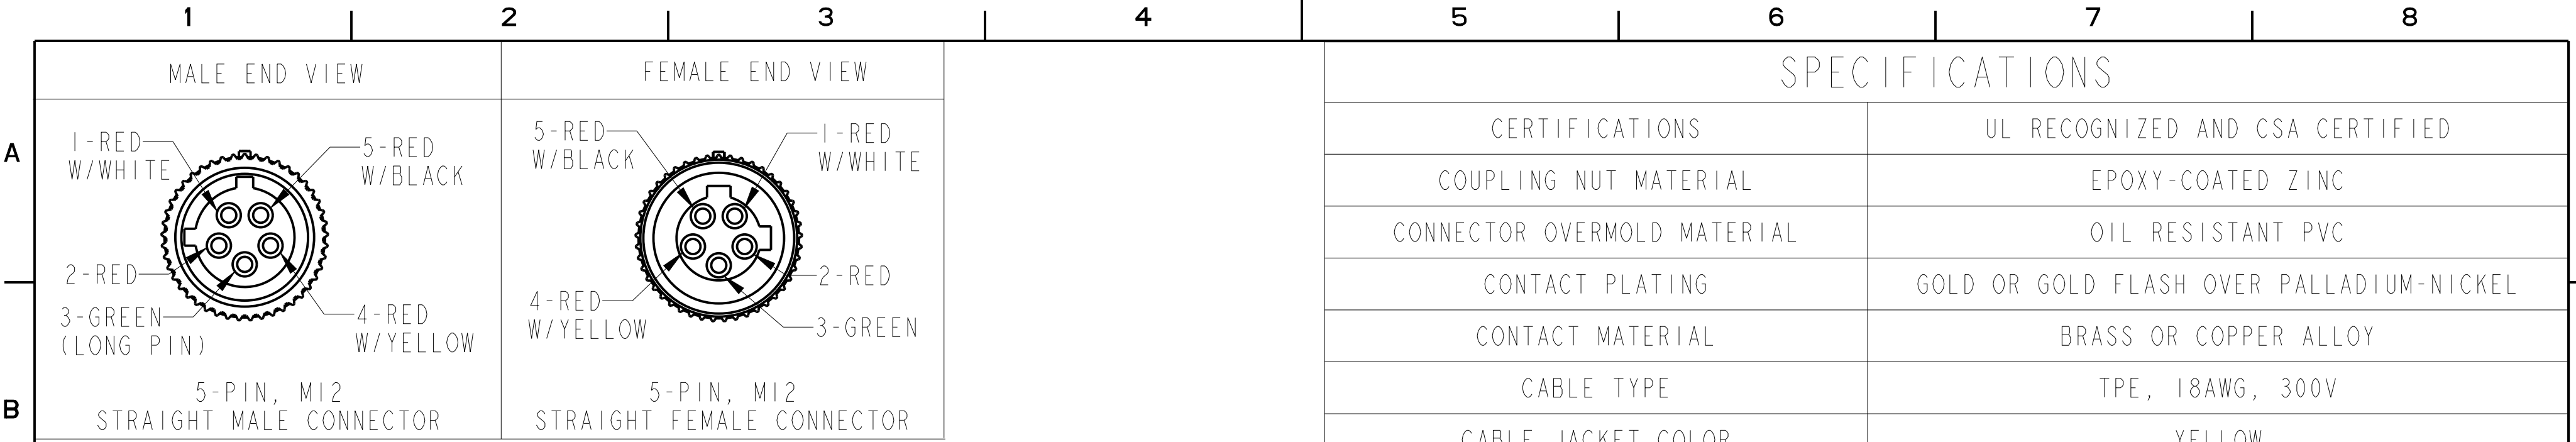 1 2 3 4 5 6 7 8
A
B
MALE END VIEW
1-RED
W/WHITE
5-RED
W/BLACK
2-RED
3-GREEN
(LONG PIN)
4-RED
W/YELLOW
5-PIN, M12
STRAIGHT MALE CONNECTOR
FEMALE END VIEW
5-RED
W/BLACK
1-RED
W/WHITE
2-RED
4-RED
W/YELLOW
3-GREEN
5-PIN, M12
STRAIGHT FEMALE CONNECTOR
SPECIFICATIONS
CERTIFICATIONS UL RECOGNIZED AND CSA CERTIFIED
COUPLING NUT MATERIAL EPOXY-COATED ZINC
CONNECTOR OVERMOLD MATERIAL OIL RESISTANT PVC
CONTACT PLATING GOLD OR GOLD FLASH OVER PALLADIUM-NICKEL
CONTACT MATERIAL BRASS OR COPPER ALLOY
CABLE TYPE TPE, 18AWG, 300V
CABLE JACKET COLOR YELLOW